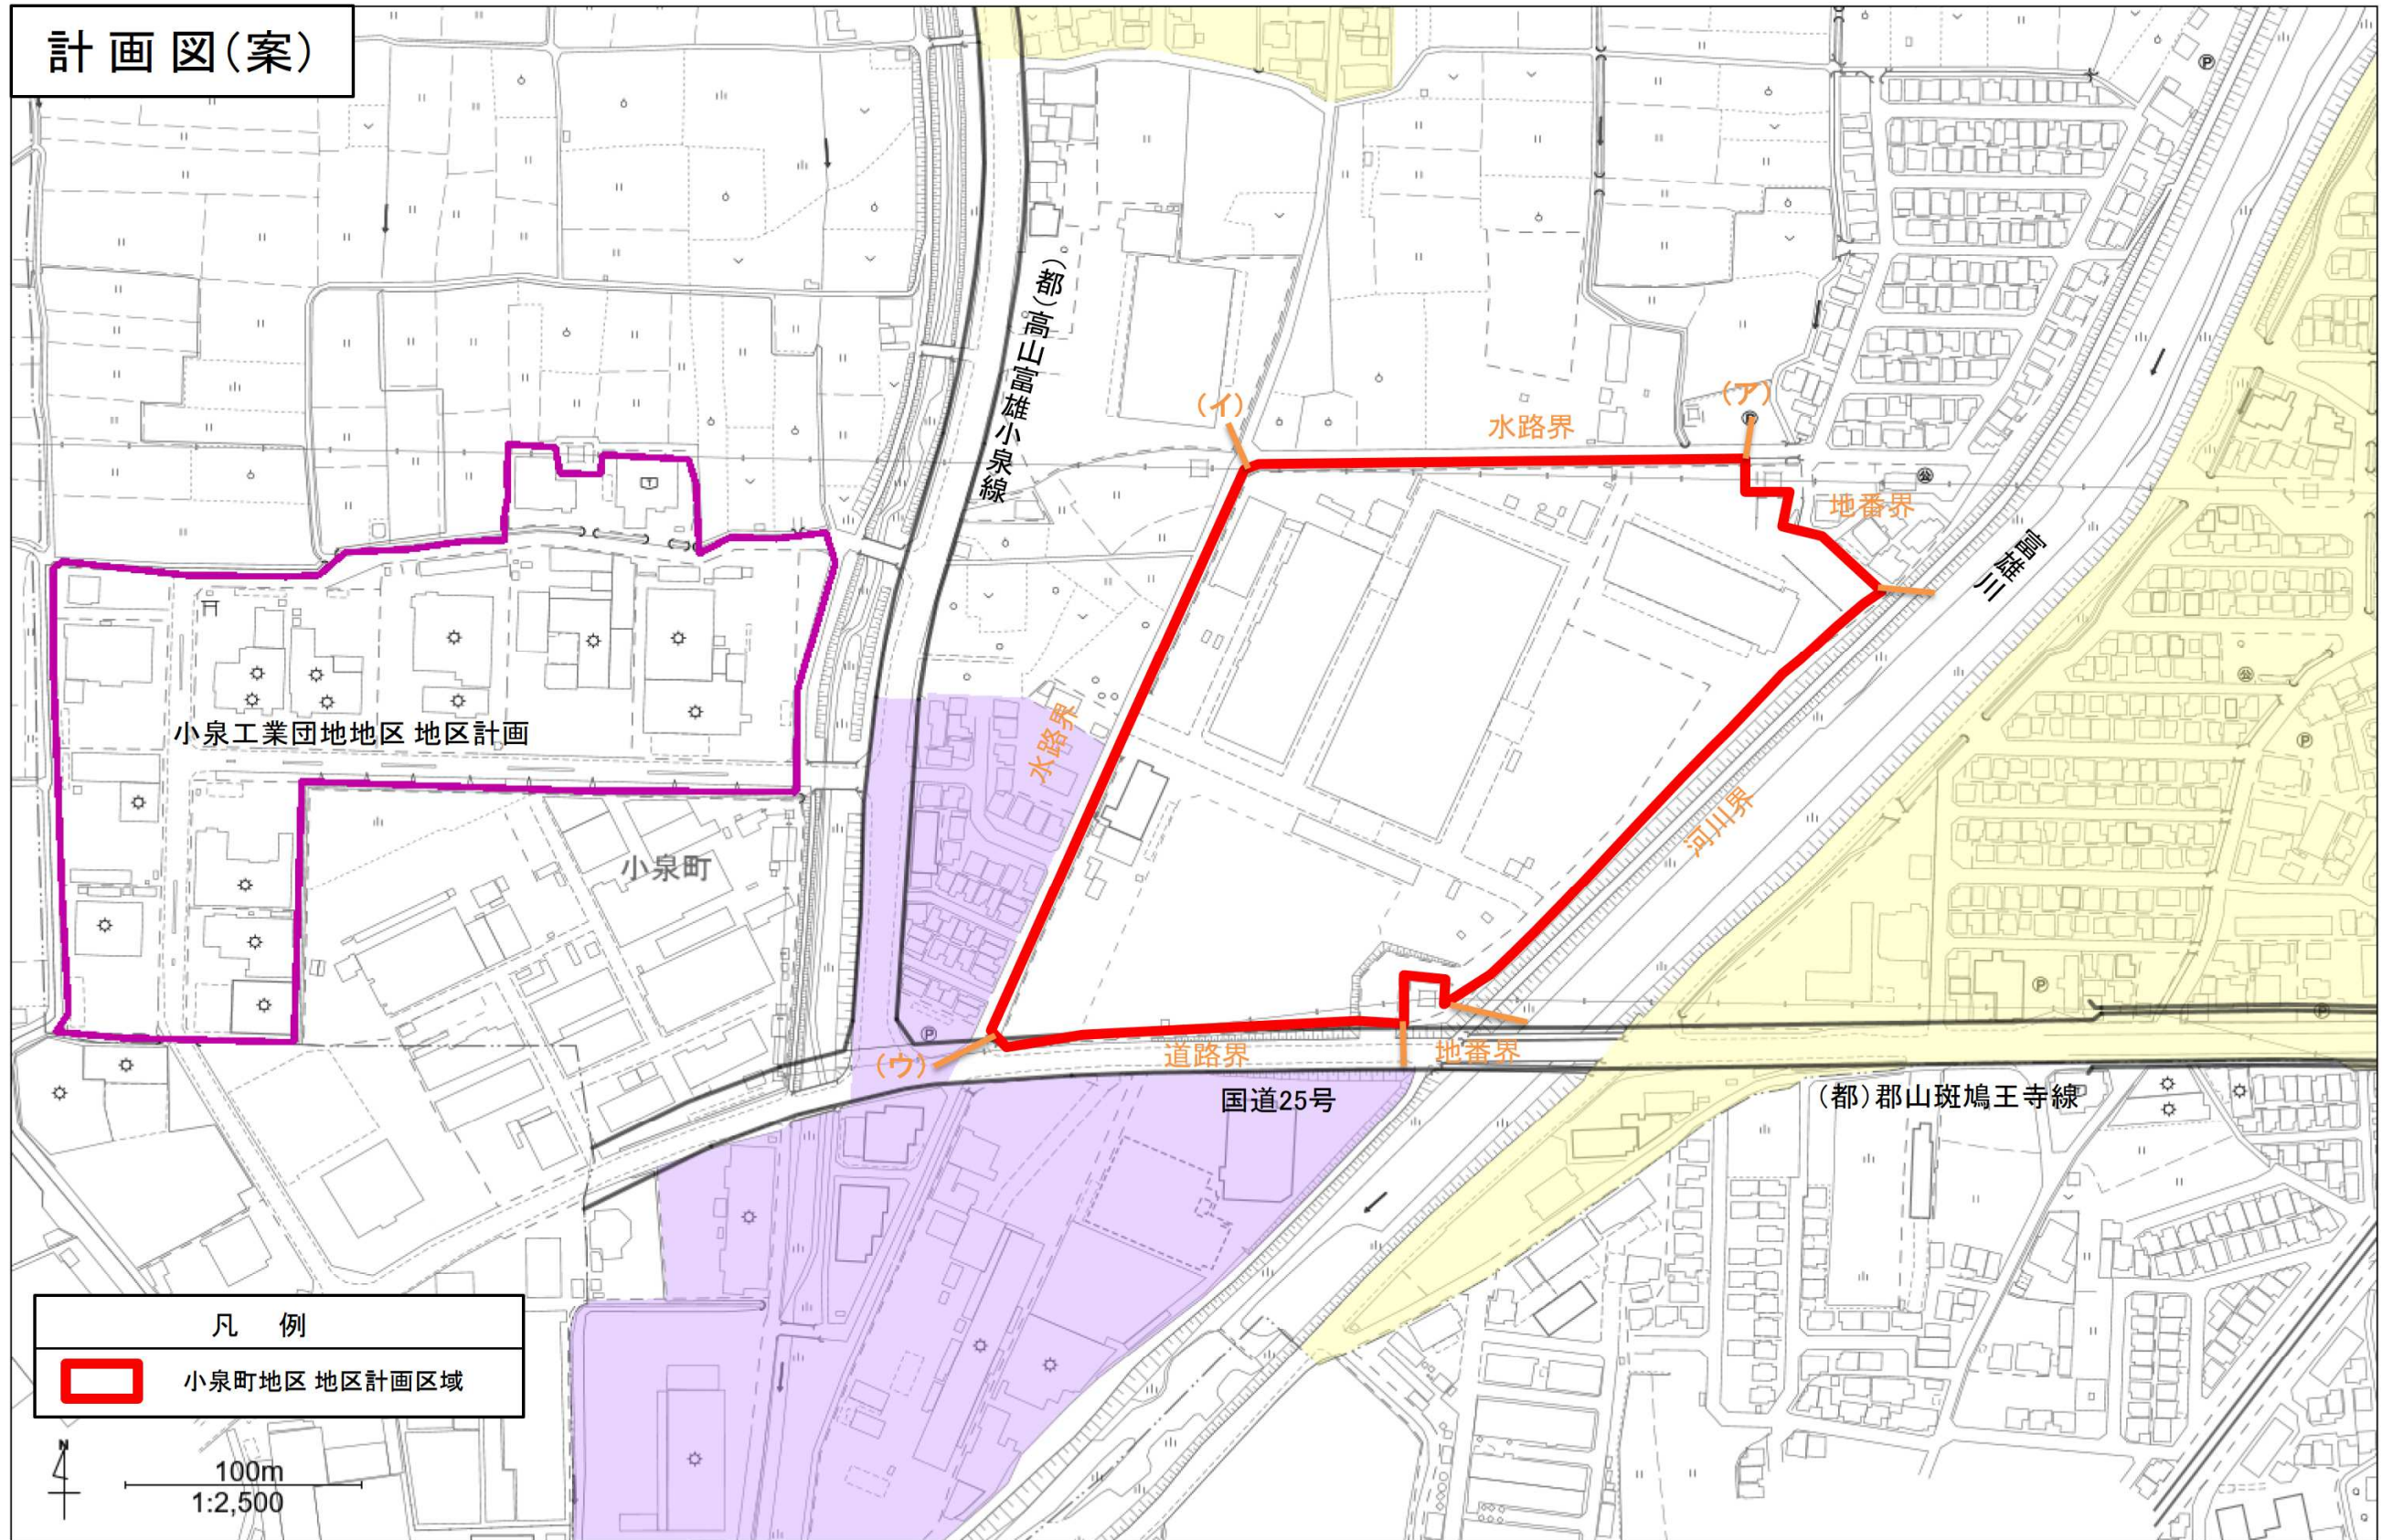 計画図(案)
(都)高山富雄小泉線
(イ)
水路界
(ア)
地番界
富雄川
水路界
小泉工業団地地区 地区計画
小泉町
河川界
(ウ)
道路界
地番界
国道25号
(都)郡山斑鳩王寺線
凡 例
小泉町地区 地区計画区域
N
100m
1:2,500
P
P
P
P
P
公
公